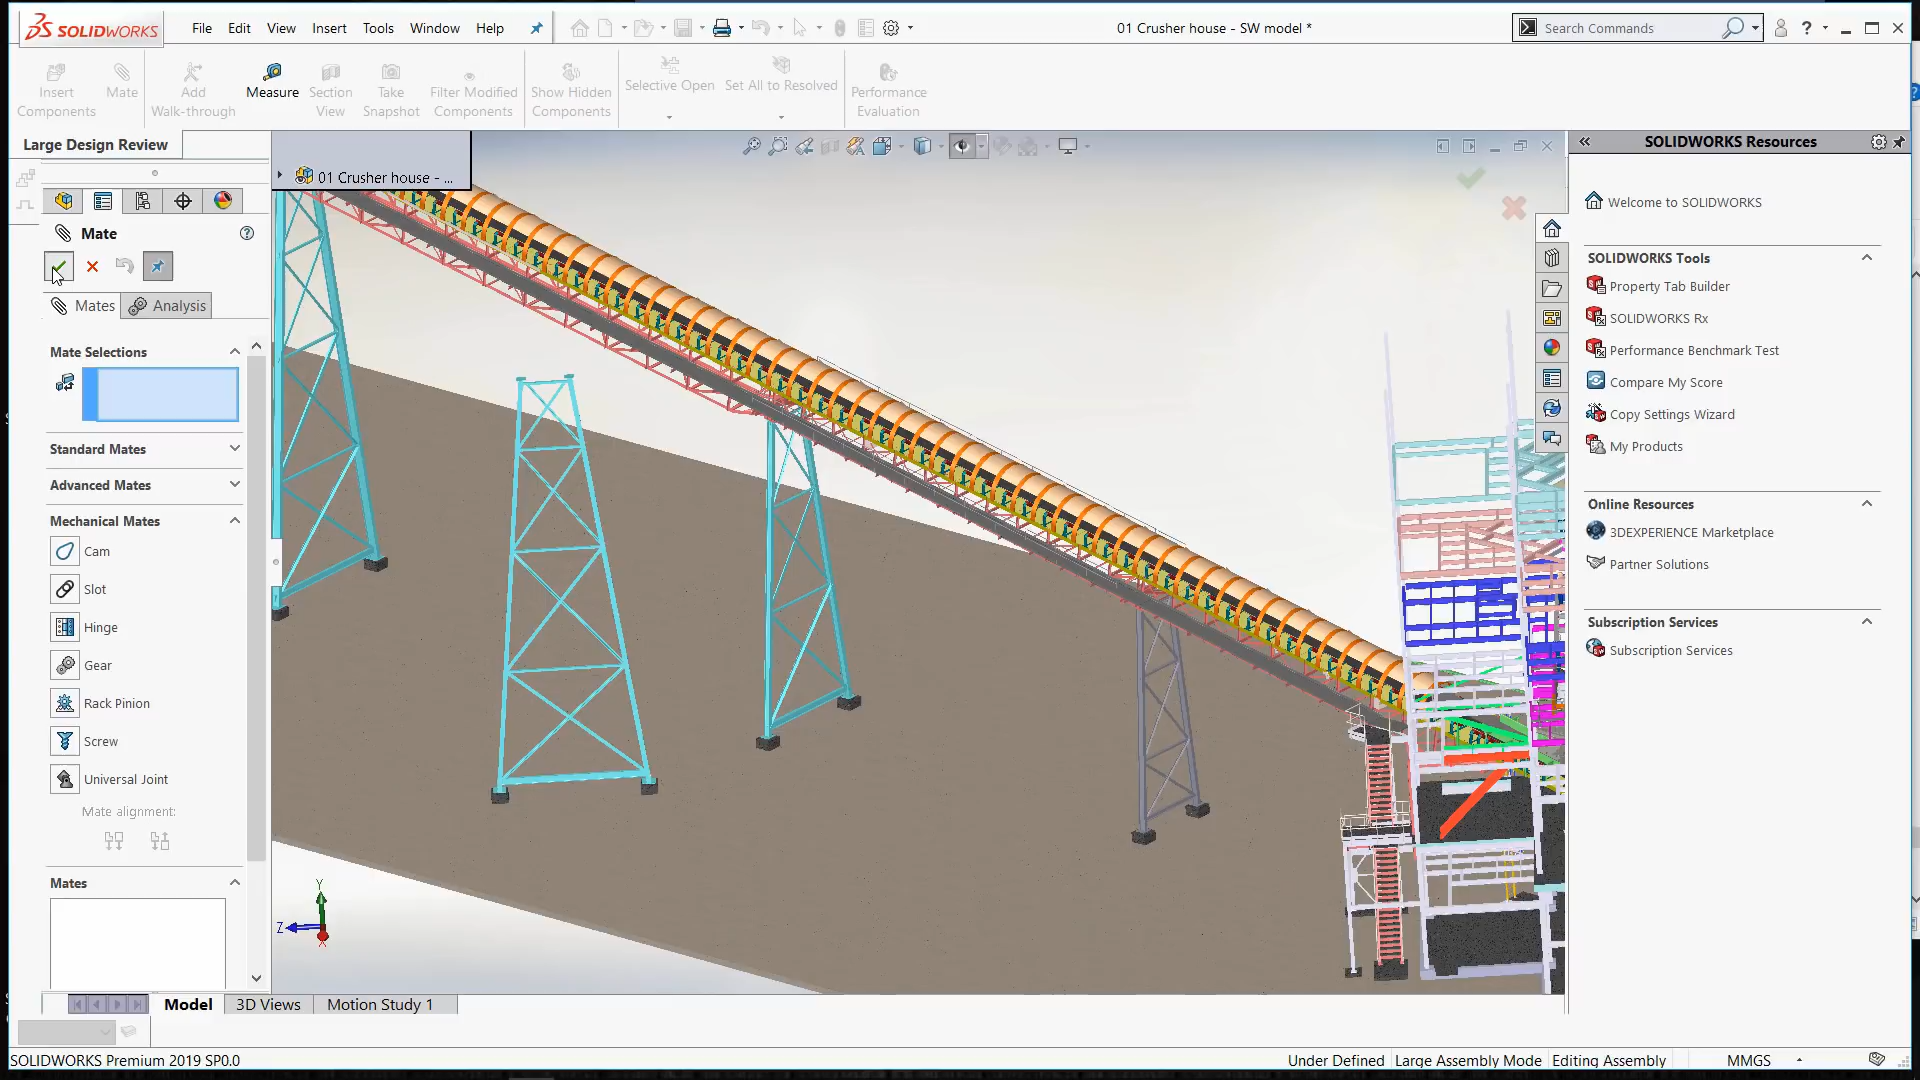 SOLIDWORKS
File Edit View Insert Tools Window Help
01 Crusher house - SW model *
Search Commands
Insert Components
Mate
Add Walk-through
Measure
Section View
Take Snapshot
Filter Modified Components
Show Hidden Components
Selective Open
Set All to Resolved
Performance Evaluation
Large Design Review
01 Crusher house - ...
Mate
Mates
Analysis
Mate Selections
Standard Mates
Advanced Mates
Mechanical Mates
Cam
Slot
Hinge
Gear
Rack Pinion
Screw
Universal Joint
Mate alignment:
Mates
Y
Z
X
Model
3D Views
Motion Study 1
SOLIDWORKS Resources
Welcome to SOLIDWORKS
SOLIDWORKS Tools
Property Tab Builder
SOLIDWORKS Rx
Performance Benchmark Test
Compare My Score
Copy Settings Wizard
My Products
Online Resources
3DEXPERIENCE Marketplace
Partner Solutions
Subscription Services
Subscription Services
SOLIDWORKS Premium 2019 SP0.0
Under Defined
Large Assembly Mode
Editing Assembly
MMGS